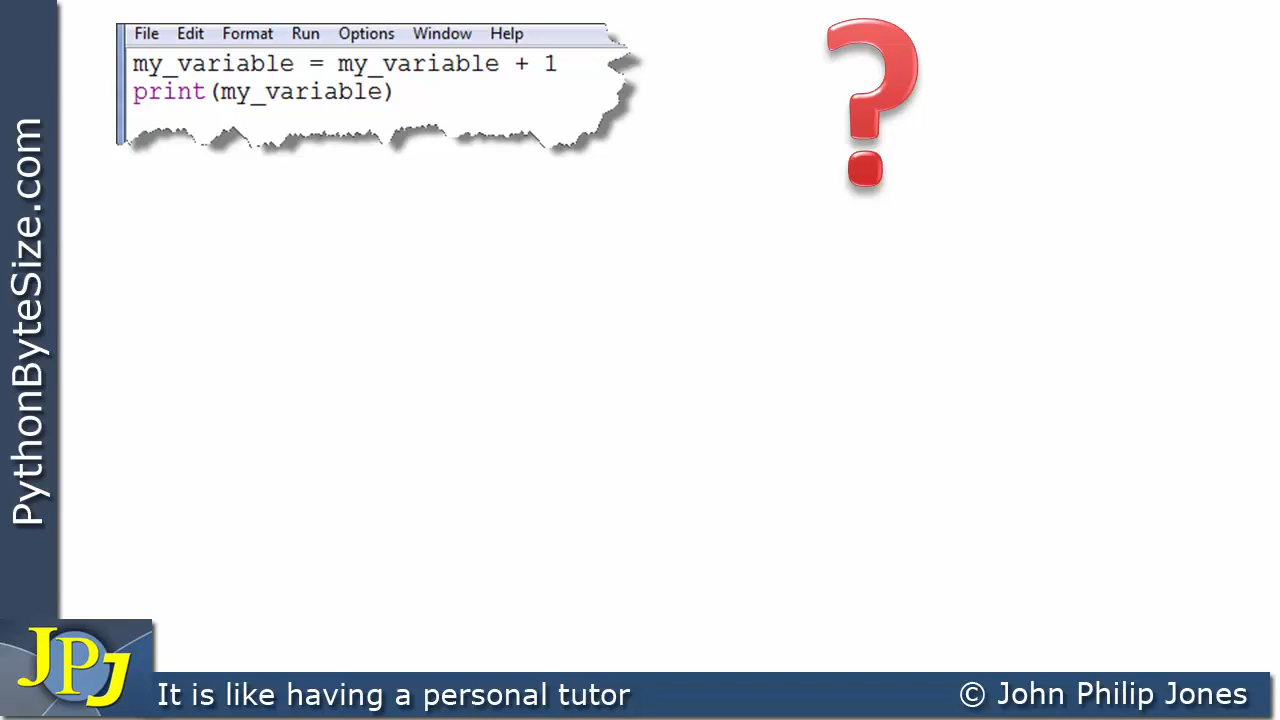 File Edit Format Run Options Window Help
my_variable = my_variable + 1
print(my_variable)
?
PythonByteSize.com
JPJ
It is like having a personal tutor
© John Philip Jones